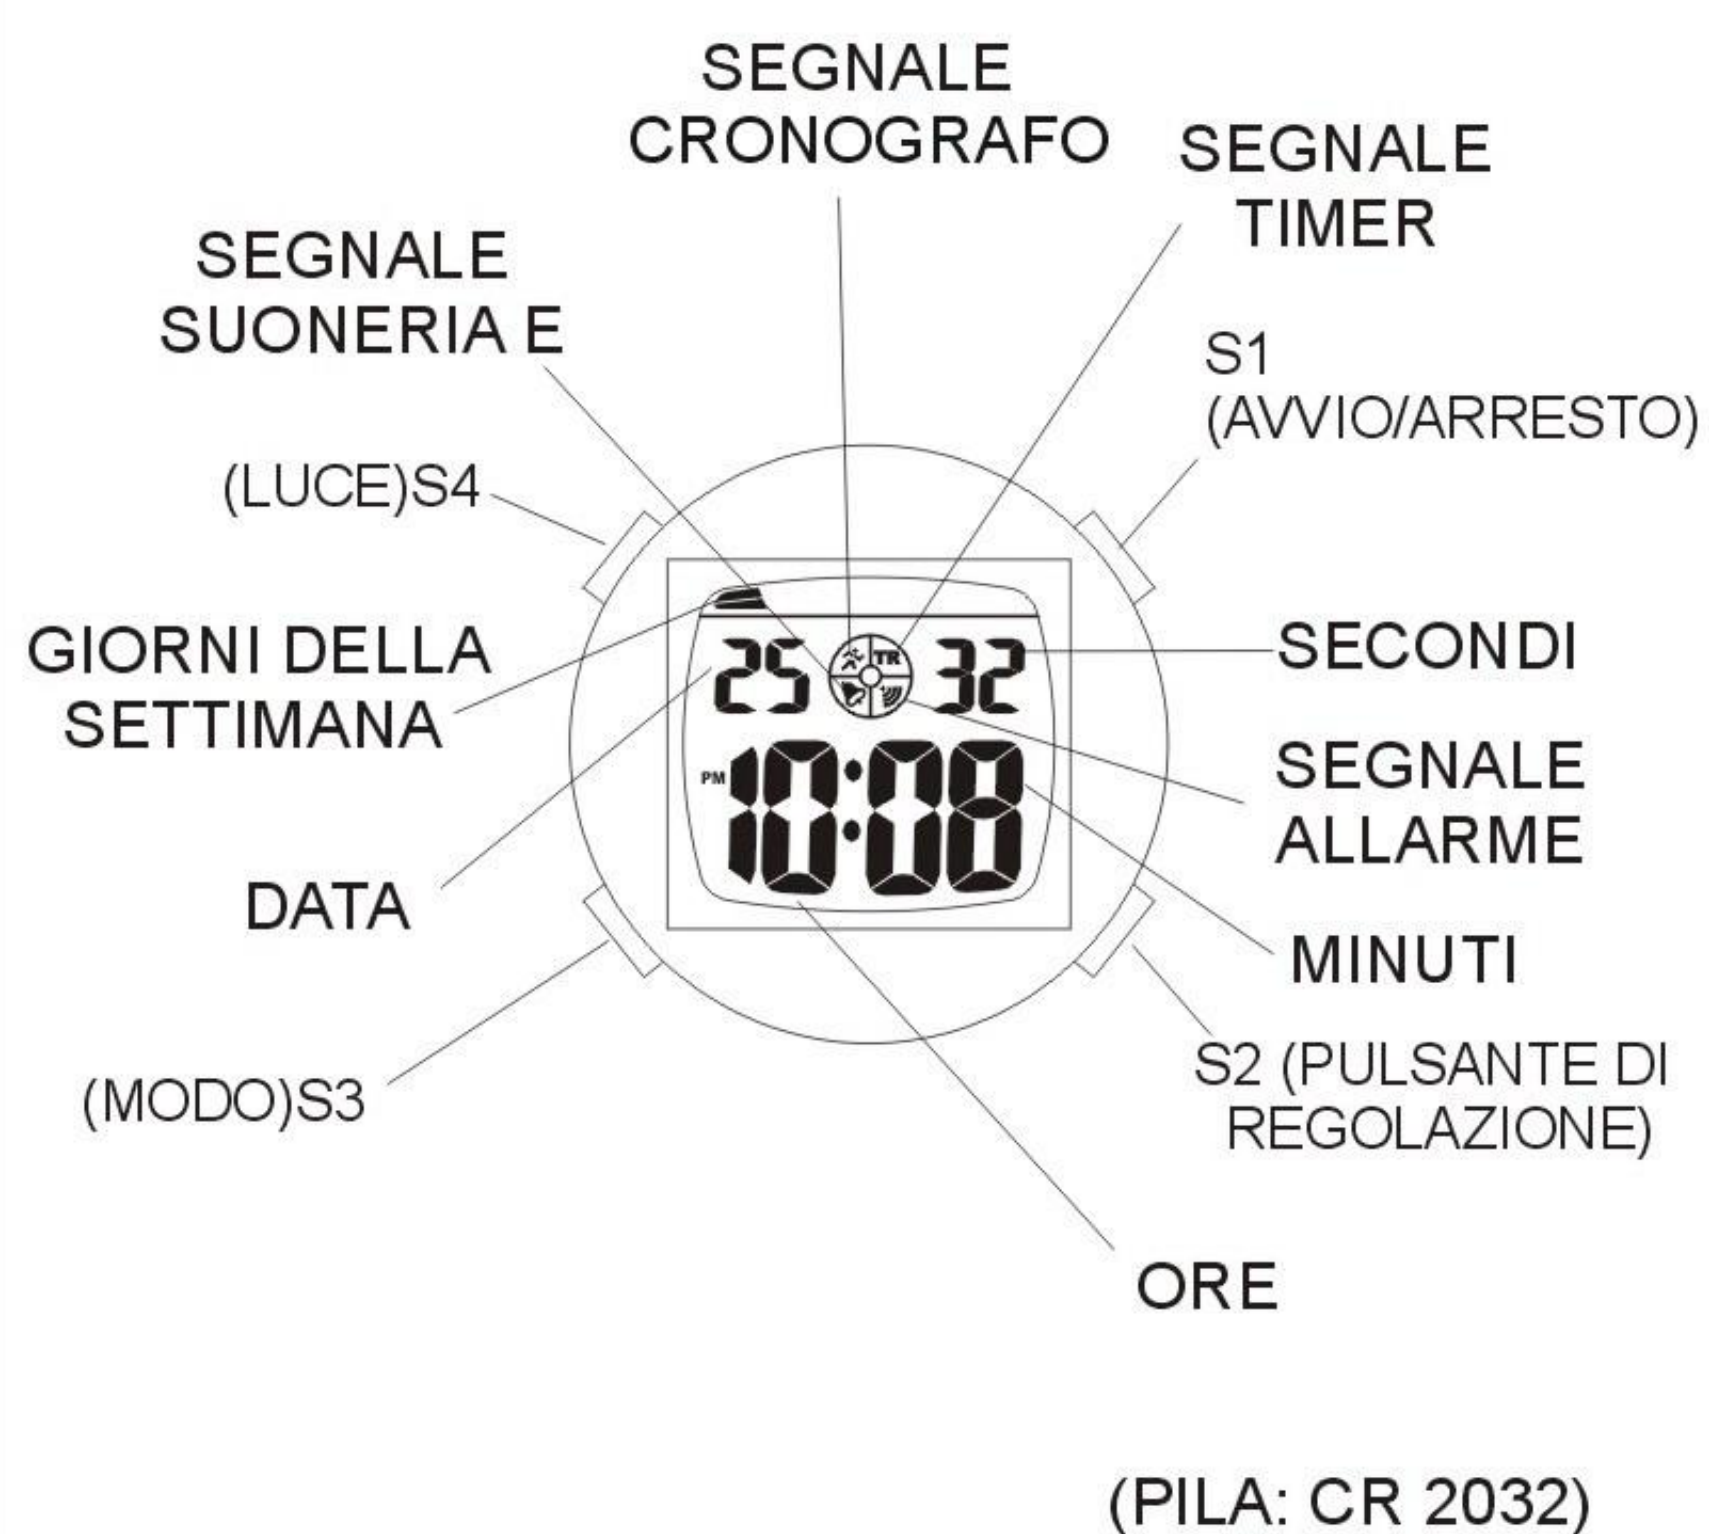 SEGNALE
CRONOGRAFO
SEGNALE
TIMER
SEGNALE
SUONERIA E
S1
(AVVIO/ARRESTO)
(LUCE)S4
GIORNI DELLA
SETTIMANA
SECONDI
25
TR
32
SEGNALE
ALLARME
PM
10:08
DATA
MINUTI
(MODO)S3
S2 (PULSANTE DI
REGOLAZIONE)
ORE
(PILA: CR 2032)